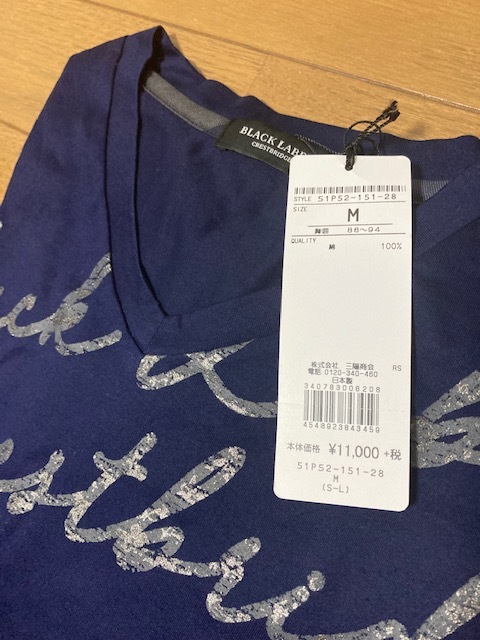 BLACK LABEL
CRESTBRIDGE
STYLE 51P52-151-28
SIZE
M
胸囲 86~94
QUALITY
綿 100%
株式会社 三陽商会 RS
電話 0120-340-460
日本製
340783006208
4548923843459
本体価格 ¥11,000 +税
51P52-151-28
M
(S-L)